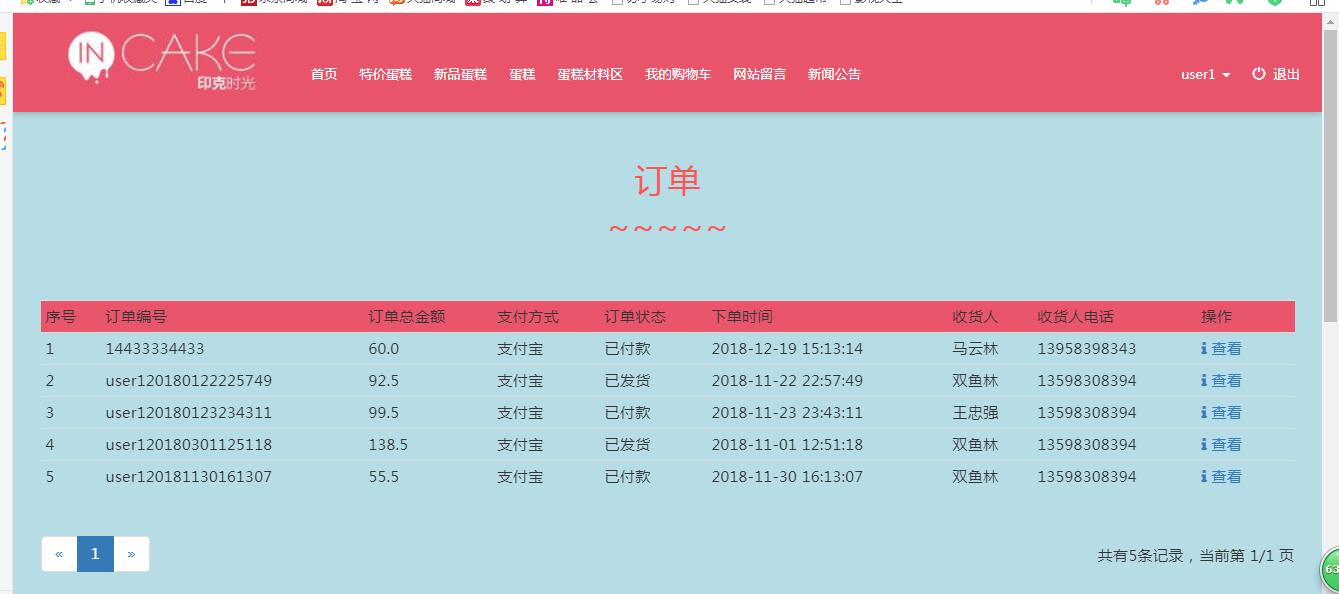 IN CAKE
印克时光
首页 特价蛋糕 新品蛋糕 蛋糕 蛋糕材料区 我的购物车 网站留言 新闻公告 user1 退出
订单
~~~~~
序号 订单编号 订单总金额 支付方式 订单状态 下单时间 收货人 收货人电话 操作
1 14433334433 60.0 支付宝 已付款 2018-12-19 15:13:14 马云林 13958398343 查看
2 user120180122225749 92.5 支付宝 已发货 2018-11-22 22:57:49 双鱼林 13598308394 查看
3 user120180123234311 99.5 支付宝 已付款 2018-11-23 23:43:11 王忠强 13598308394 查看
4 user120180301125118 138.5 支付宝 已发货 2018-11-01 12:51:18 双鱼林 13598308394 查看
5 user120181130161307 55.5 支付宝 已付款 2018-11-30 16:13:07 双鱼林 13598308394 查看
« 1 »
共有5条记录，当前第 1/1 页
63